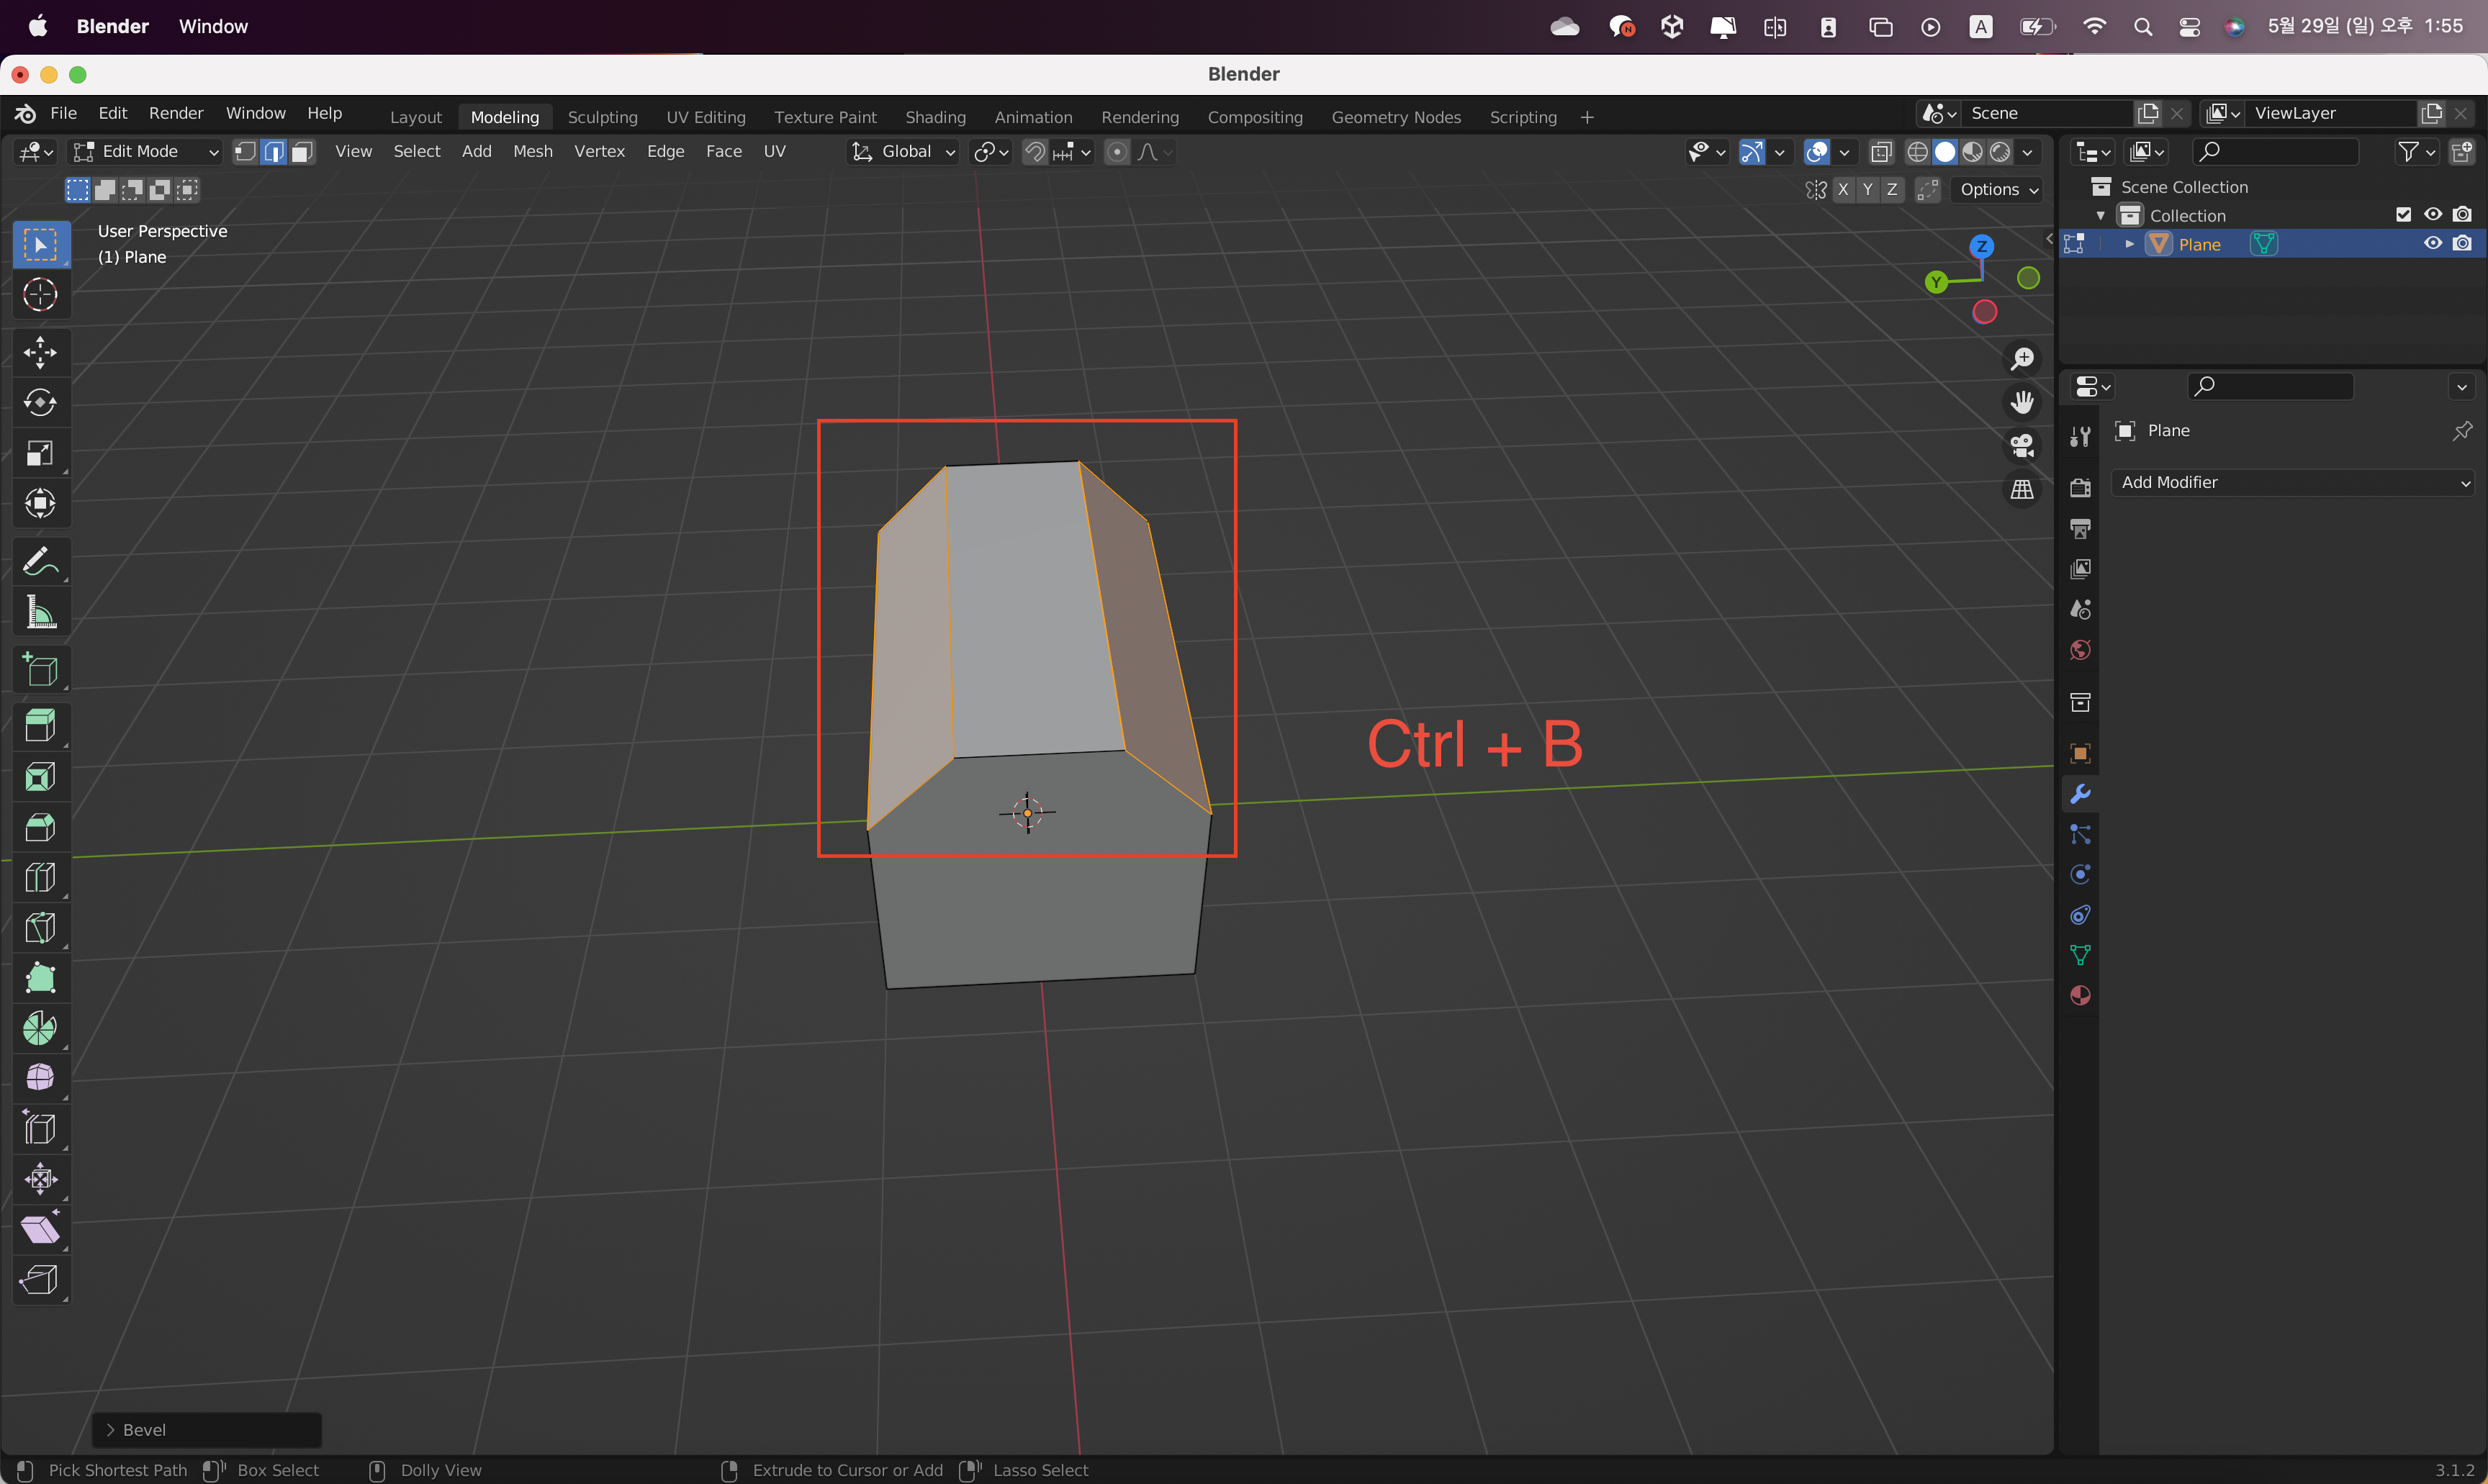 Blender Window
A
5월 29일 (일) 오후 1:55
Blender
File Edit Render Window Help
Layout Modeling Sculpting UV Editing Texture Paint Shading Animation Rendering Compositing Geometry Nodes Scripting +
Scene
ViewLayer
Edit Mode View Select Add Mesh Vertex Edge Face UV
Global
X Y Z Options
User Perspective
(1) Plane
Z
Y
Scene Collection
Collection
Plane
Plane
Add Modifier
Ctrl + B
Bevel
Pick Shortest Path Box Select Dolly View Extrude to Cursor or Add Lasso Select
3.1.2